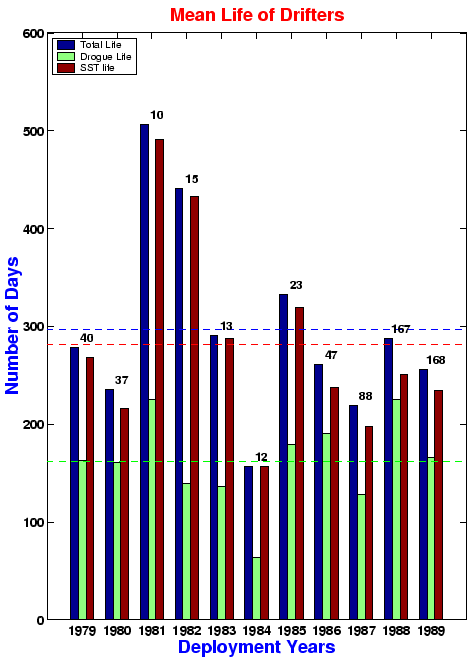 Mean Life of Drifters
600
Total Life
Drogue Life
SST life
500
400
300
200
100
0
Number of Days
40
37
10
15
13
12
23
47
88
167
168
1979 1980 1981 1982 1983 1984 1985 1986 1987 1988 1989
Deployment Years